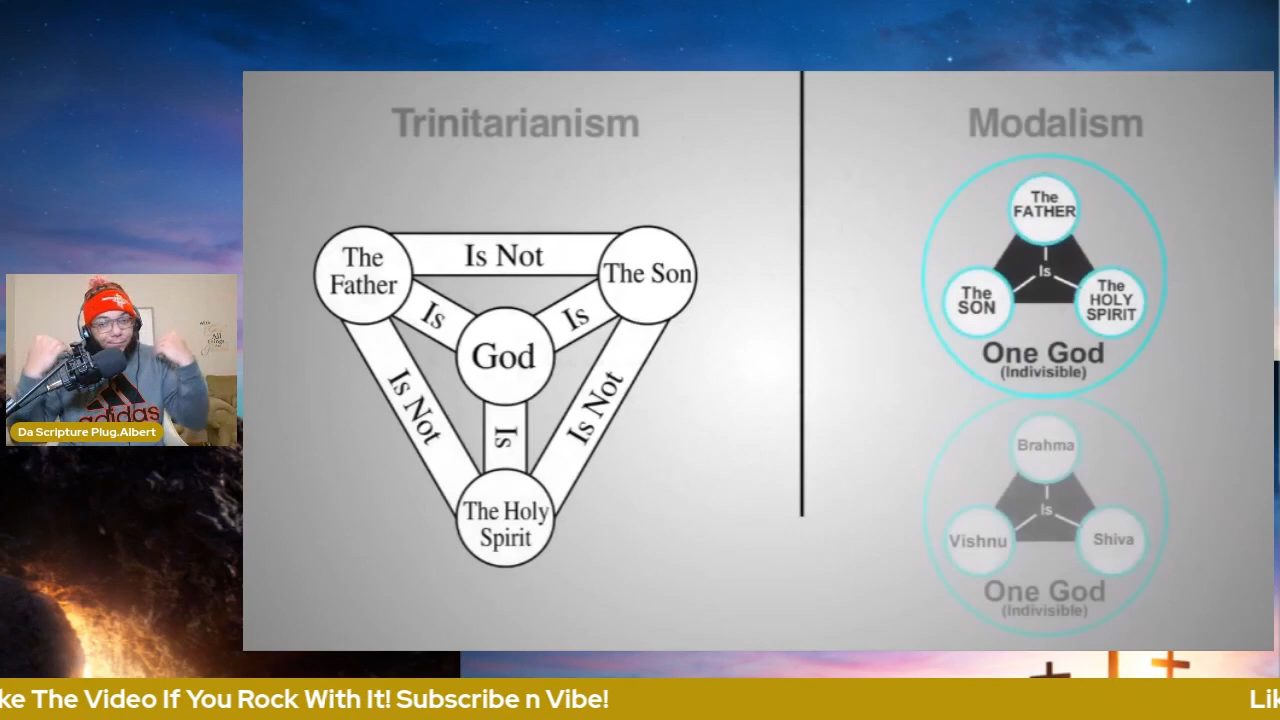 Trinitarianism
The
Father
Is Not
The Son
Is
Is
God
Is Not
Is
Is Not
The Holy
Spirit
Modalism
The
FATHER
Is
The
SON
The
HOLY
SPIRIT
One God
(Indivisible)
Brahma
Is
Vishnu
Shiva
One God
(Indivisible)
All
adidas
Da Scripture Plug.Albert
ke The Video If You Rock With It! Subscribe n Vibe!
Lik